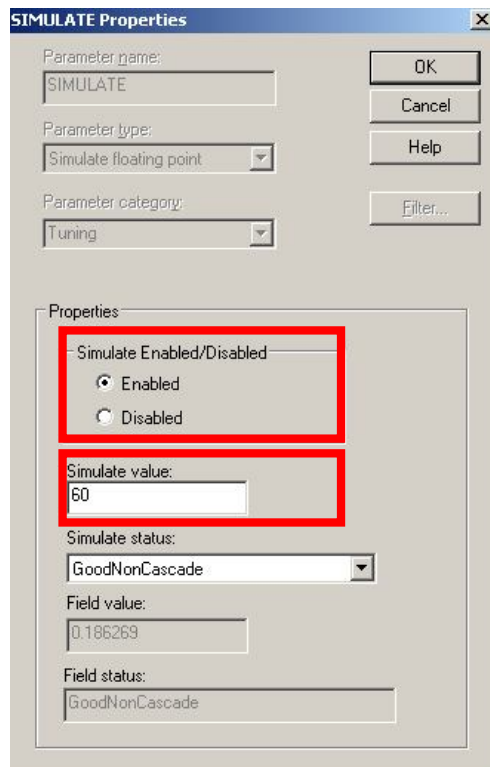 SIMULATE Properties
Parameter name:
SIMULATE
OK
Cancel
Parameter type:
Simulate floating point
Help
Parameter category:
Tuning
Filter...
Properties
Simulate Enabled/Disabled
Enabled
Disabled
Simulate value:
60
Simulate status:
GoodNonCascade
Field value:
0.186269
Field status:
GoodNonCascade